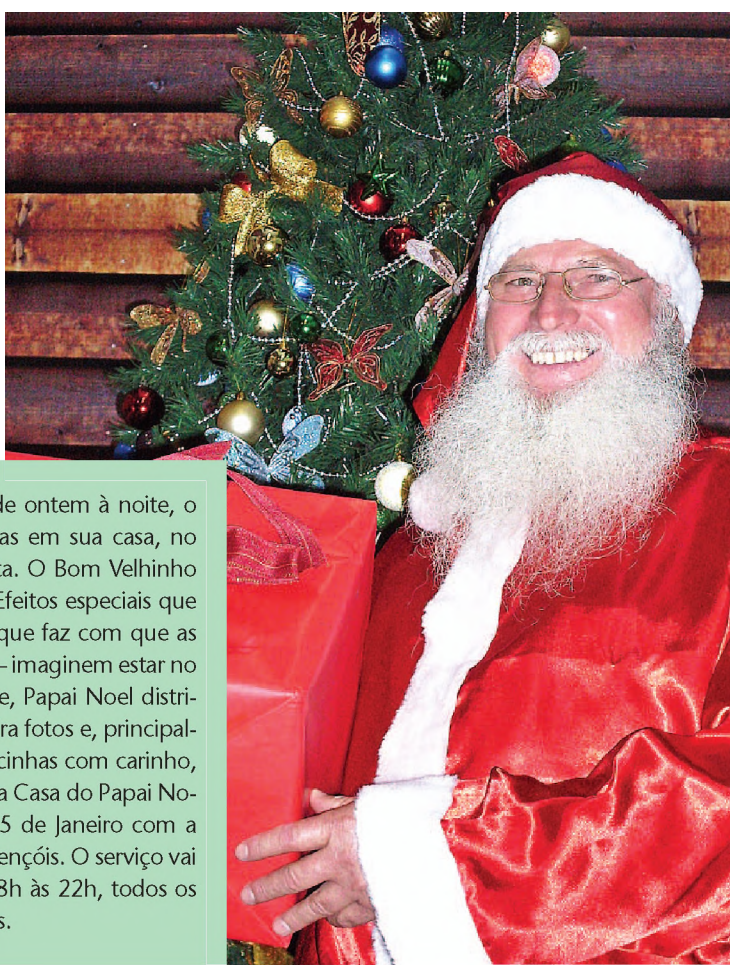 de ontem à noite, o
as em sua casa, no
ta. O Bom Velhinho
Efeitos especiais que
que faz com que as
– imaginem estar no
e, Papai Noel distri-
ra fotos e, principal-
cinhas com carinho,
a Casa do Papai No-
5 de Janeiro com a
ençóis. O serviço vai
8h às 22h, todos os
s.